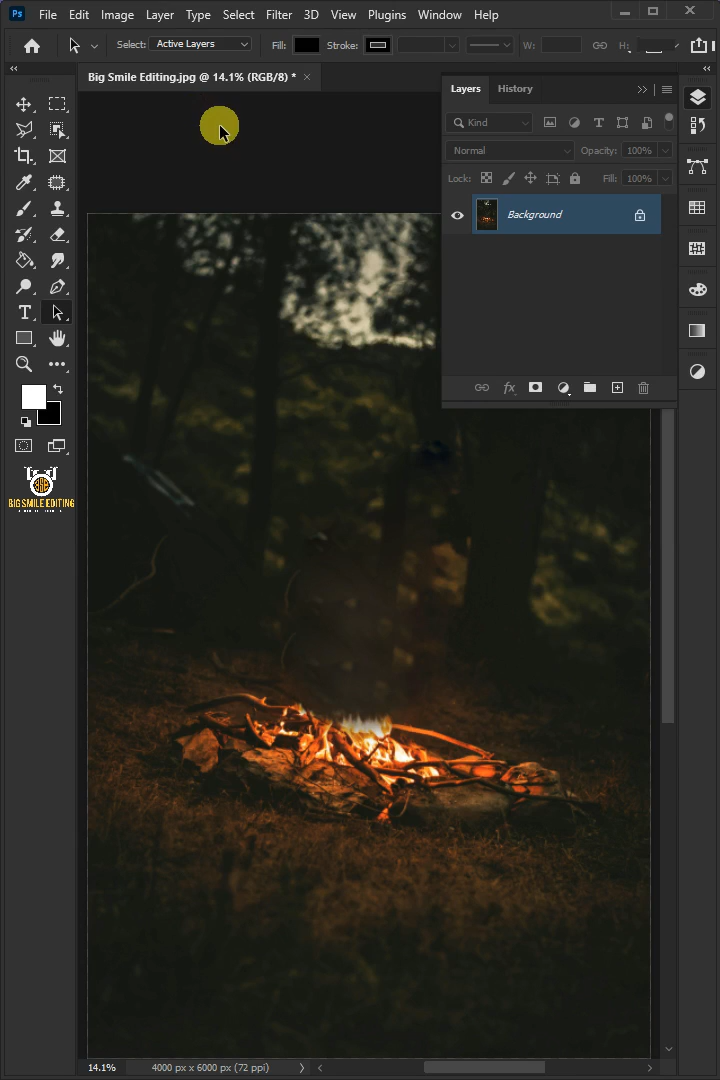 Ps File Edit Image Layer Type Select Filter 3D View Plugins Window Help
Select: Active Layers Fill: Stroke: W: H:
Big Smile Editing.jpg @ 14.1% (RGB/8) *
Layers History
Kind
Normal Opacity: 100%
Lock: Fill: 100%
Background
fx
BIG SMILE EDITING
14.1% 4000 px x 6000 px (72 ppi)